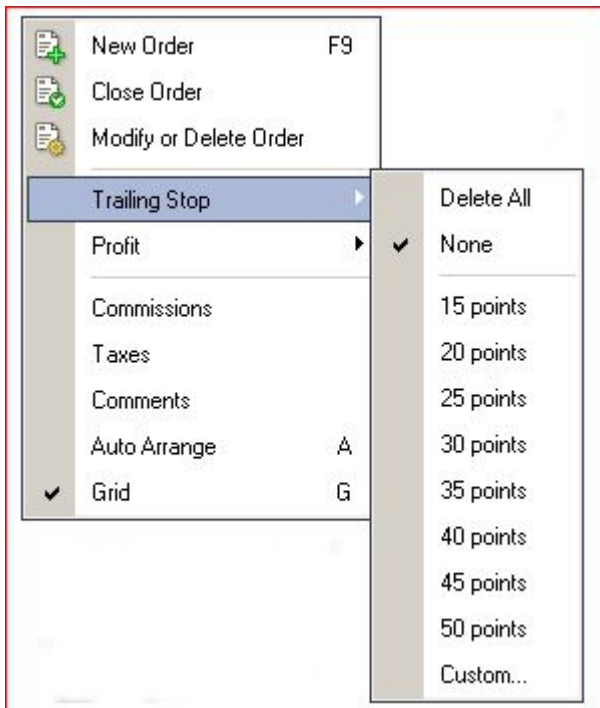 New Order F9
Close Order
Modify or Delete Order
Trailing Stop
Profit
Commissions
Taxes
Comments
Auto Arrange A
Grid G
Delete All
None
15 points
20 points
25 points
30 points
35 points
40 points
45 points
50 points
Custom...